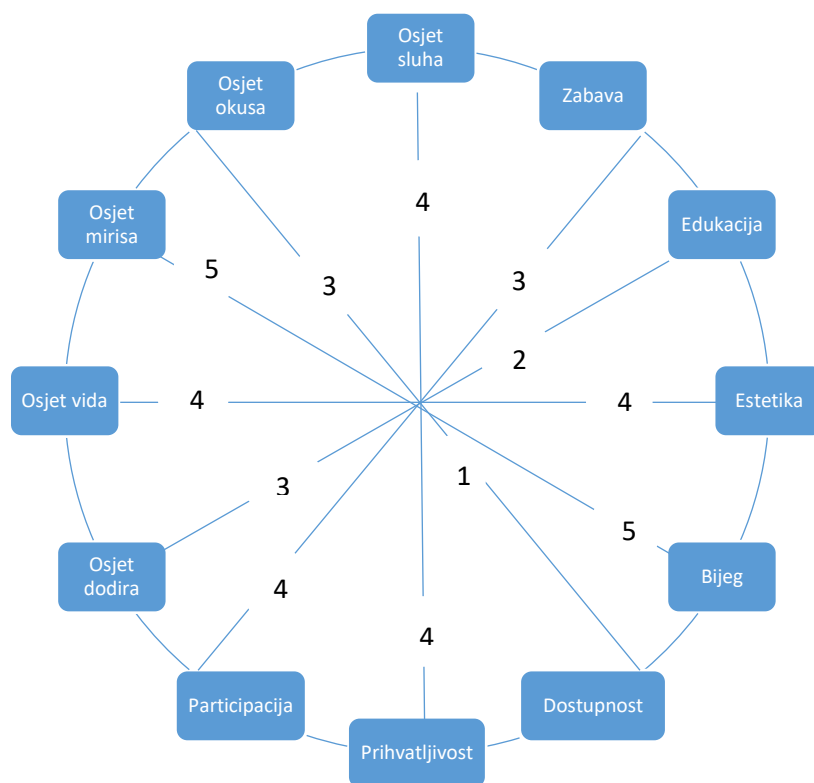 Osjet
sluha
Osjet
okusa
Zabava
4
Osjet
mirisa
Edukacija
5
3
3
2
Osjet vida
4
4
Estetika
3
1
5
Osjet
dodira
4
Bijeg
4
Participacija
Dostupnost
Prihvatljivost